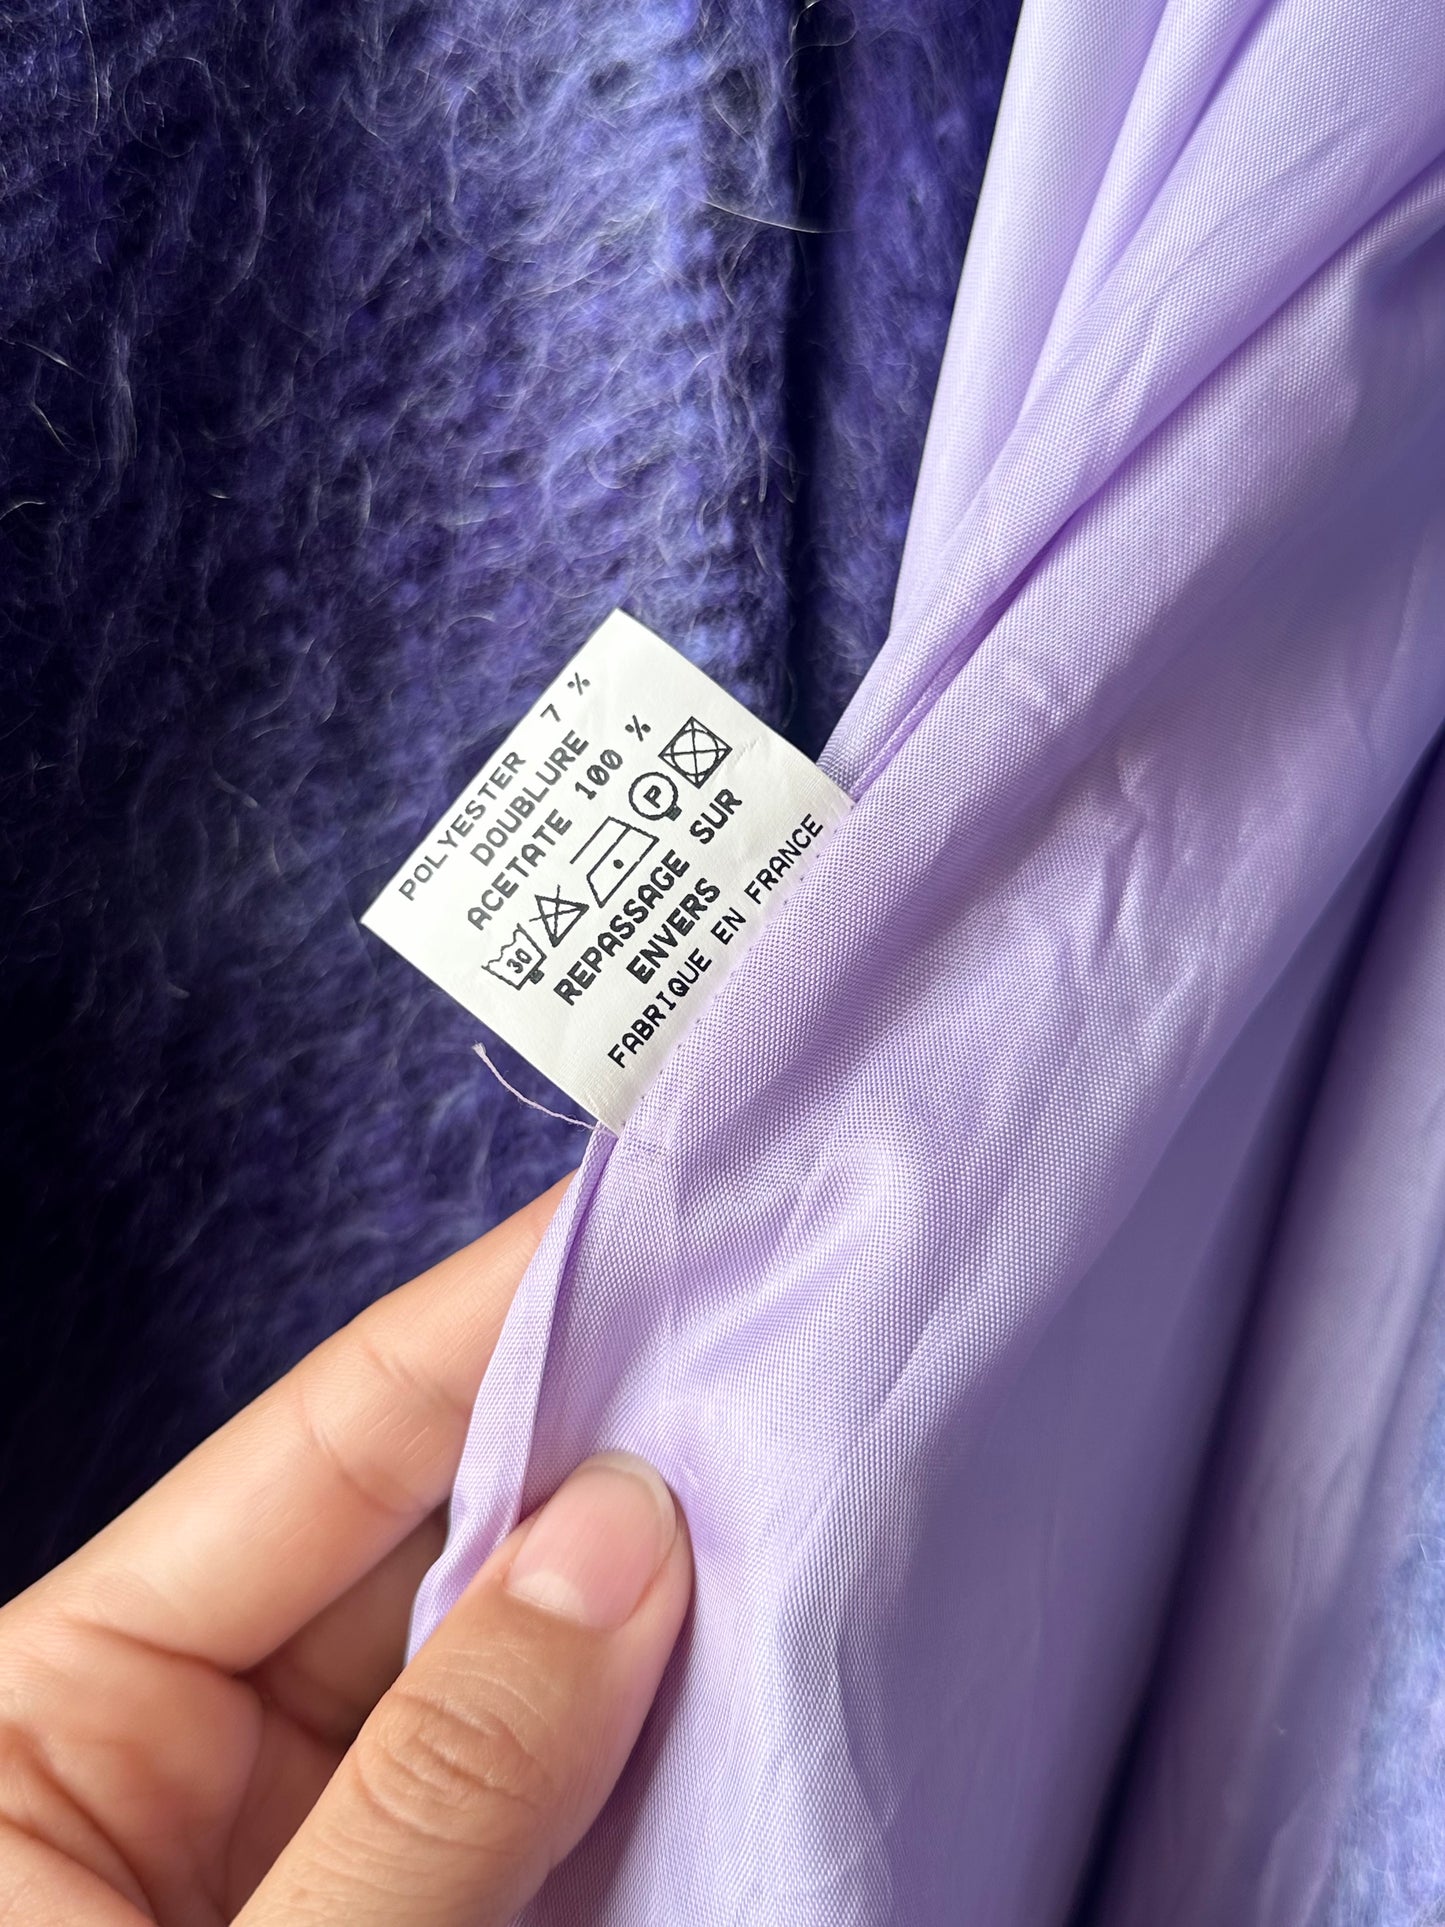 POLYESTER 7 %
DOUBLURE
ACETATE 100 %
30 P
REPASSAGE SUR
ENVERS
FABRIQUE EN FRANCE